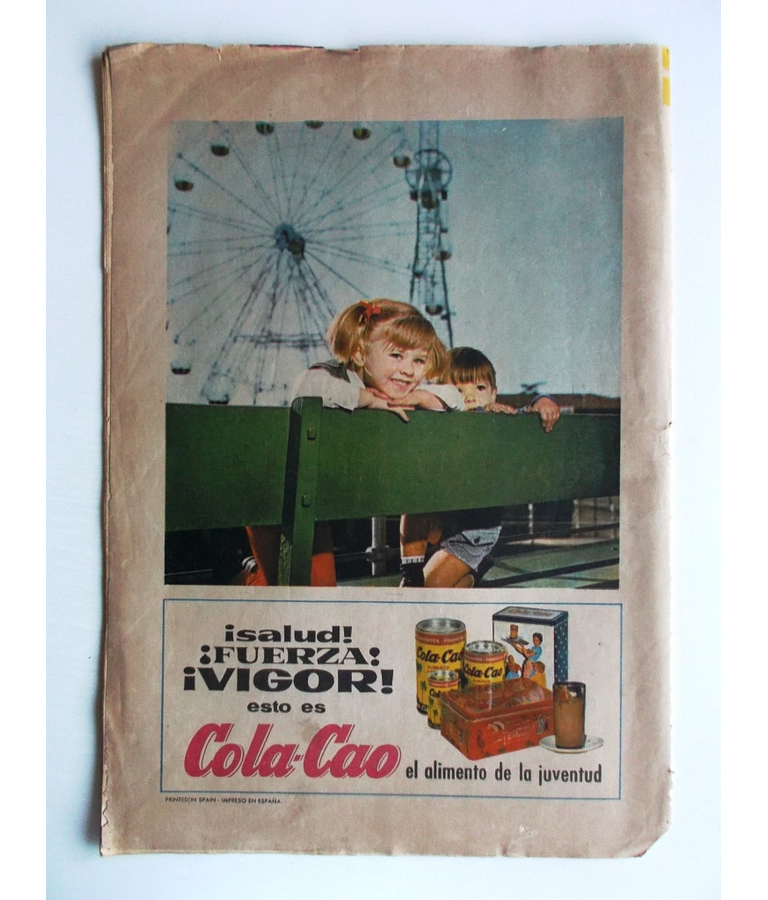 ¡salud!
¡FUERZA!
¡VIGOR!
esto es
Cola-Cao
el alimento de la juventud
Cola-Cao
Cola-Cao
PRINTED IN SPAIN - IMPRESO EN ESPAÑA.